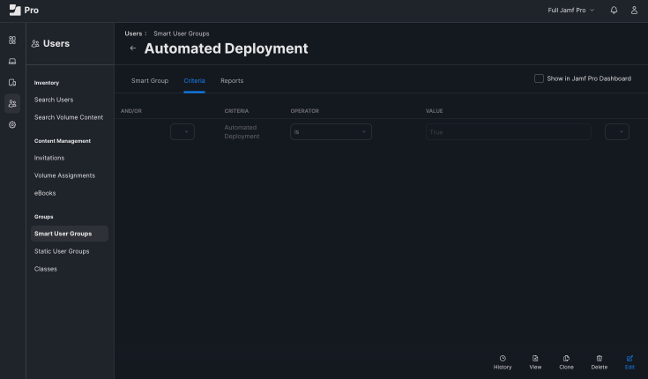 Pro
Full Jamf Pro
Users
Users : Smart User Groups
← Automated Deployment
Smart Group Criteria Reports
Show in Jamf Pro Dashboard
Inventory
Search Users
Search Volume Content
Content Management
Invitations
Volume Assignments
eBooks
Groups
Smart User Groups
Static User Groups
Classes
AND/OR CRITERIA OPERATOR VALUE
Automated
Deployment
is
True
History View Clone Delete Edit